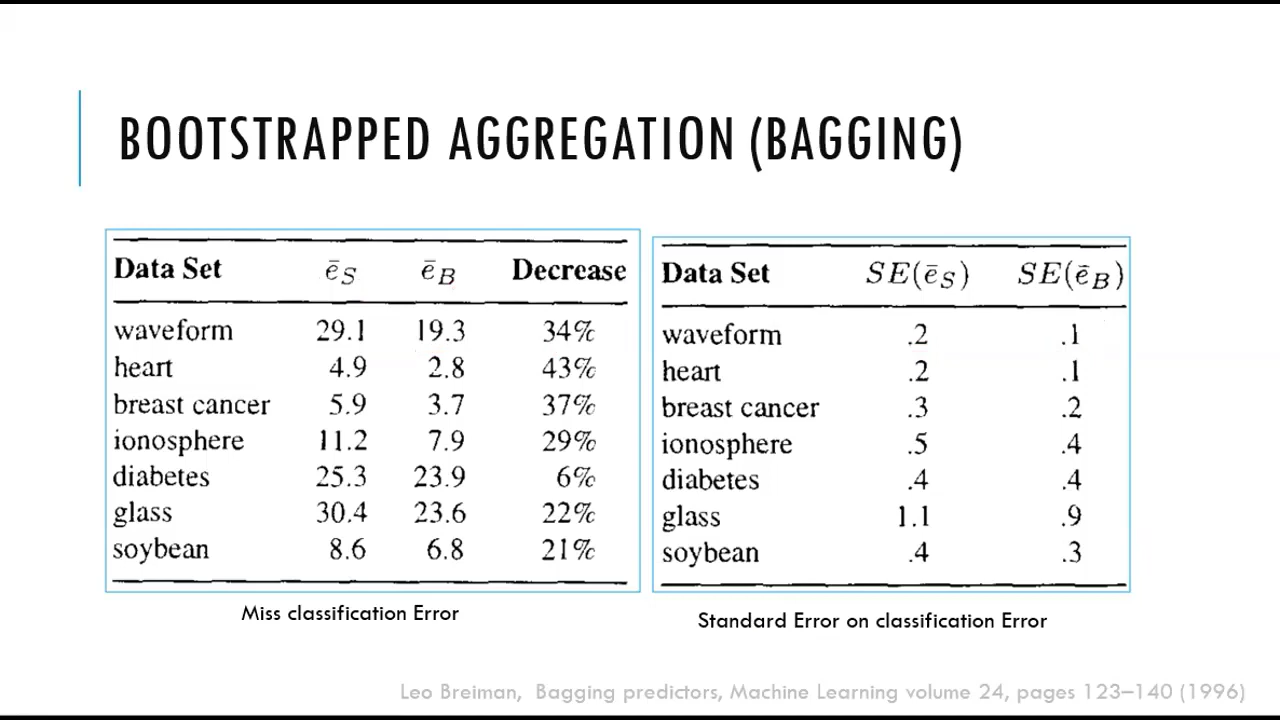 BOOTSTRAPPED AGGREGATION (BAGGING)
Data Set ēS ēB Decrease
waveform 29.1 19.3 34%
heart 4.9 2.8 43%
breast cancer 5.9 3.7 37%
ionosphere 11.2 7.9 29%
diabetes 25.3 23.9 6%
glass 30.4 23.6 22%
soybean 8.6 6.8 21%
Miss classification Error
Data Set SE(ēS) SE(ēB)
waveform .2 .1
heart .2 .1
breast cancer .3 .2
ionosphere .5 .4
diabetes .4 .4
glass 1.1 .9
soybean .4 .3
Standard Error on classification Error
Leo Breiman, Bagging predictors, Machine Learning volume 24, pages 123–140 (1996)